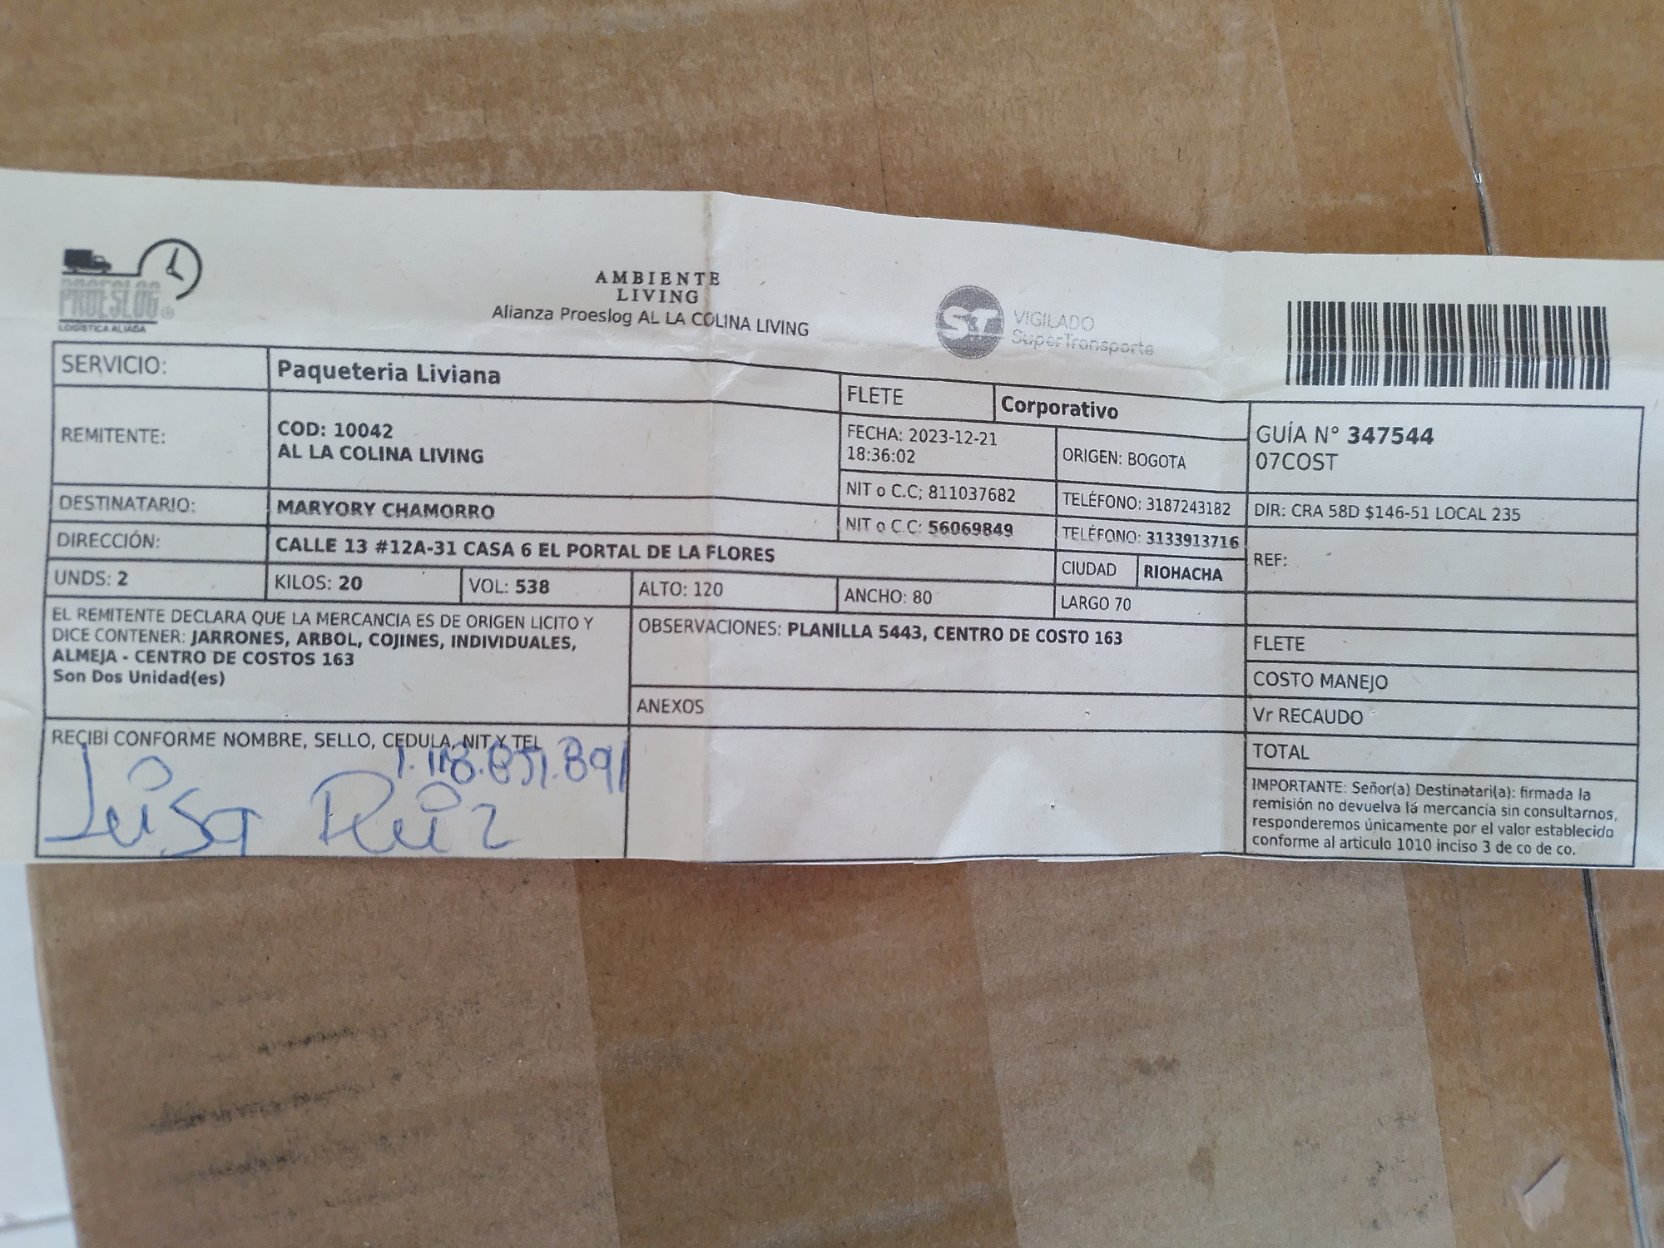 PROESLOG
LOGISTICA ALIADA
AMBIENTE
LIVING
Alianza Proeslog AL LA COLINA LIVING
ST
VIGILADO
SuperTransporte
SERVICIO: Paqueteria Liviana
FLETE Corporativo
REMITENTE:
COD: 10042
AL LA COLINA LIVING
FECHA: 2023-12-21
18:36:02
ORIGEN: BOGOTA
GUÍA N° 347544
07COST
NIT o C.C; 811037682
TELÉFONO: 3187243182
DIR: CRA 58D $146-51 LOCAL 235
DESTINATARIO: MARYORY CHAMORRO
NIT o C.C: 56069849
TELÉFONO: 3133913716
REF:
DIRECCIÓN: CALLE 13 #12A-31 CASA 6 EL PORTAL DE LA FLORES
CIUDAD RIOHACHA
UNDS: 2 KILOS: 20 VOL: 538 ALTO: 120 ANCHO: 80 LARGO 70
EL REMITENTE DECLARA QUE LA MERCANCIA ES DE ORIGEN LICITO Y
DICE CONTENER: JARRONES, ARBOL, COJINES, INDIVIDUALES,
ALMEJA - CENTRO DE COSTOS 163
Son Dos Unidad(es)
OBSERVACIONES: PLANILLA 5443, CENTRO DE COSTO 163
ANEXOS
FLETE
COSTO MANEJO
Vr RECAUDO
TOTAL
RECIBI CONFORME NOMBRE, SELLO, CEDULA, NIT Y TEL
Luisa Ruiz
IMPORTANTE: Señor(a) Destinatari(a): firmada la
remisión no devuelva lá mercancía sin consultarnos,
responderemos únicamente por el valor establecido
conforme al articulo 1010 inciso 3 de co de co.